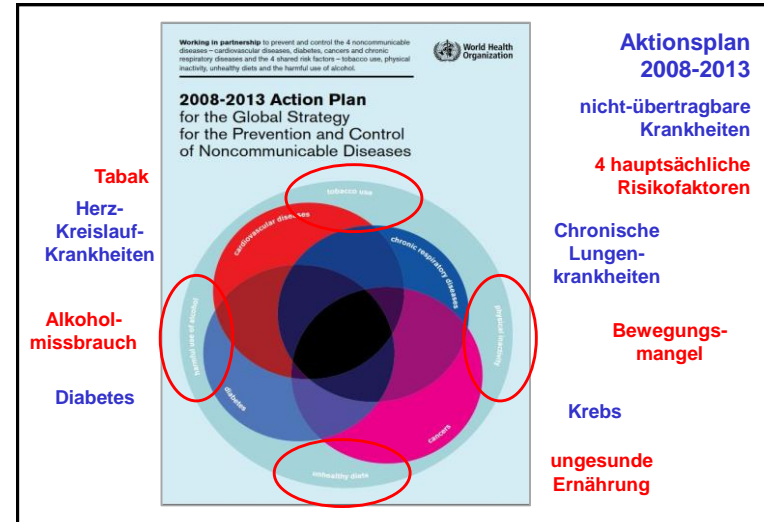 Working in partnership to prevent and control the 4 noncommunicable
diseases – cardiovascular diseases, diabetes, cancers and chronic
respiratory diseases and the 4 shared risk factors – tobacco use, physical
inactivity, unhealthy diets and the harmful use of alcohol.
World Health
Organization
2008-2013 Action Plan
for the Global Strategy
for the Prevention and Control
of Noncommunicable Diseases
Aktionsplan
2008-2013
nicht-übertragbare
Krankheiten
4 hauptsächliche
Risikofaktoren
Tabak
Herz-
Kreislauf-
Krankheiten
Alkohol-
missbrauch
Diabetes
tobacco use
cardiovascular diseases
chronic respiratory diseases
harmful use of alcohol
physical inactivity
diabetes
cancers
unhealthy diets
Chronische
Lungen-
krankheiten
Bewegungs-
mangel
Krebs
ungesunde
Ernährung